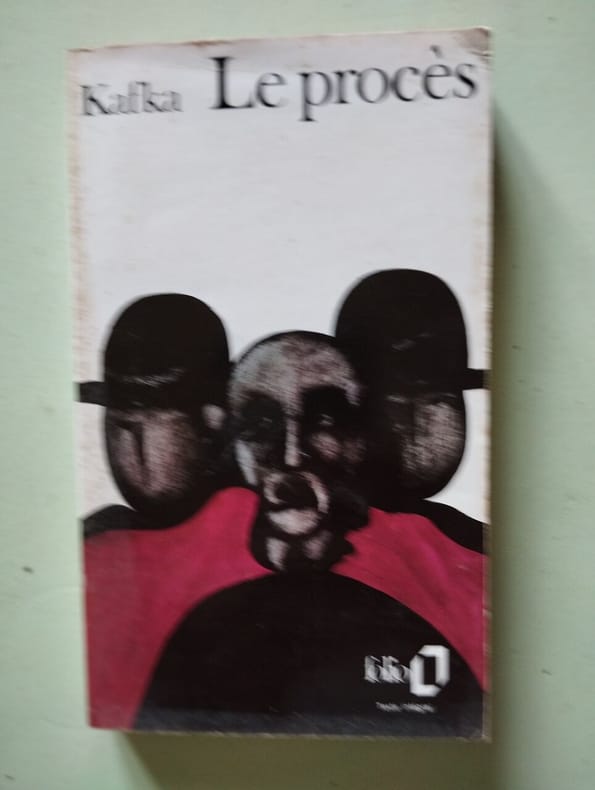 Kafka Le procès
folio